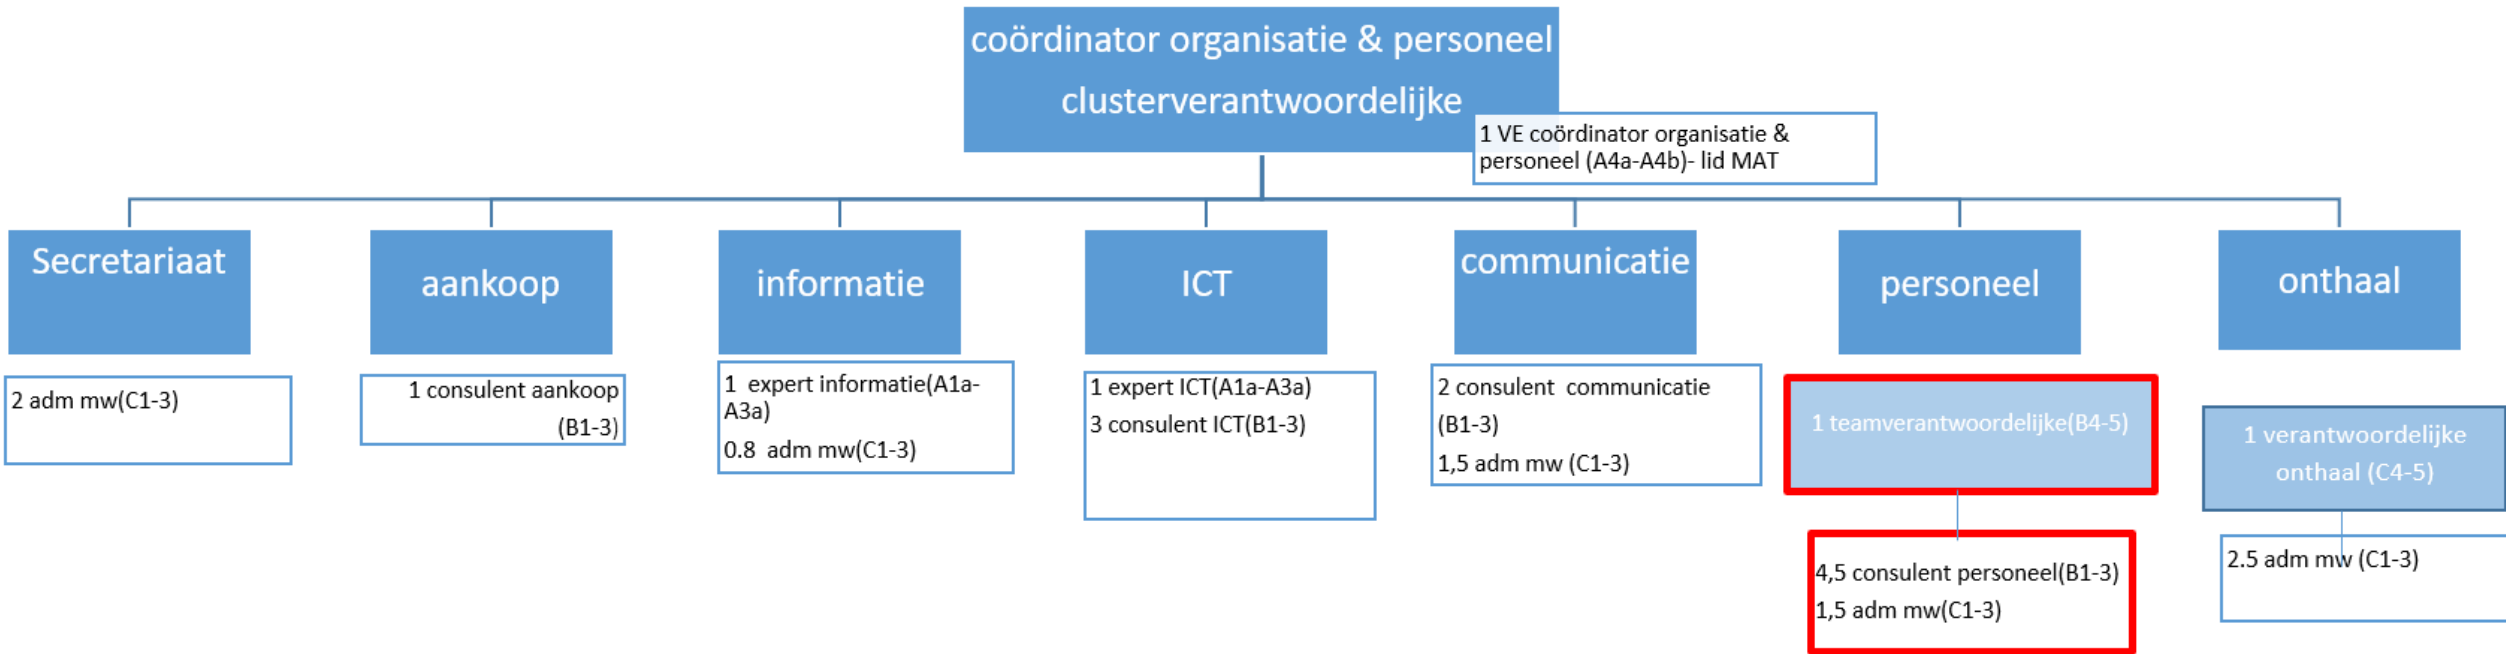 coördinator organisatie & personeel
clusterverantwoordelijke
1 VE coördinator organisatie &
personeel (A4a-A4b)- lid MAT
Secretariaat
aankoop
informatie
ICT
communicatie
personeel
onthaal
2 adm mw(C1-3)
1 consulent aankoop
(B1-3)
1 expert informatie(A1a-
A3a)
0.8 adm mw(C1-3)
1 expert ICT(A1a-A3a)
3 consulent ICT(B1-3)
2 consulent communicatie
(B1-3)
1,5 adm mw (C1-3)
1 teamverantwoordelijke(B4-5)
4,5 consulent personeel(B1-3)
1,5 adm mw(C1-3)
1 verantwoordelijke
onthaal (C4-5)
2.5 adm mw (C1-3)